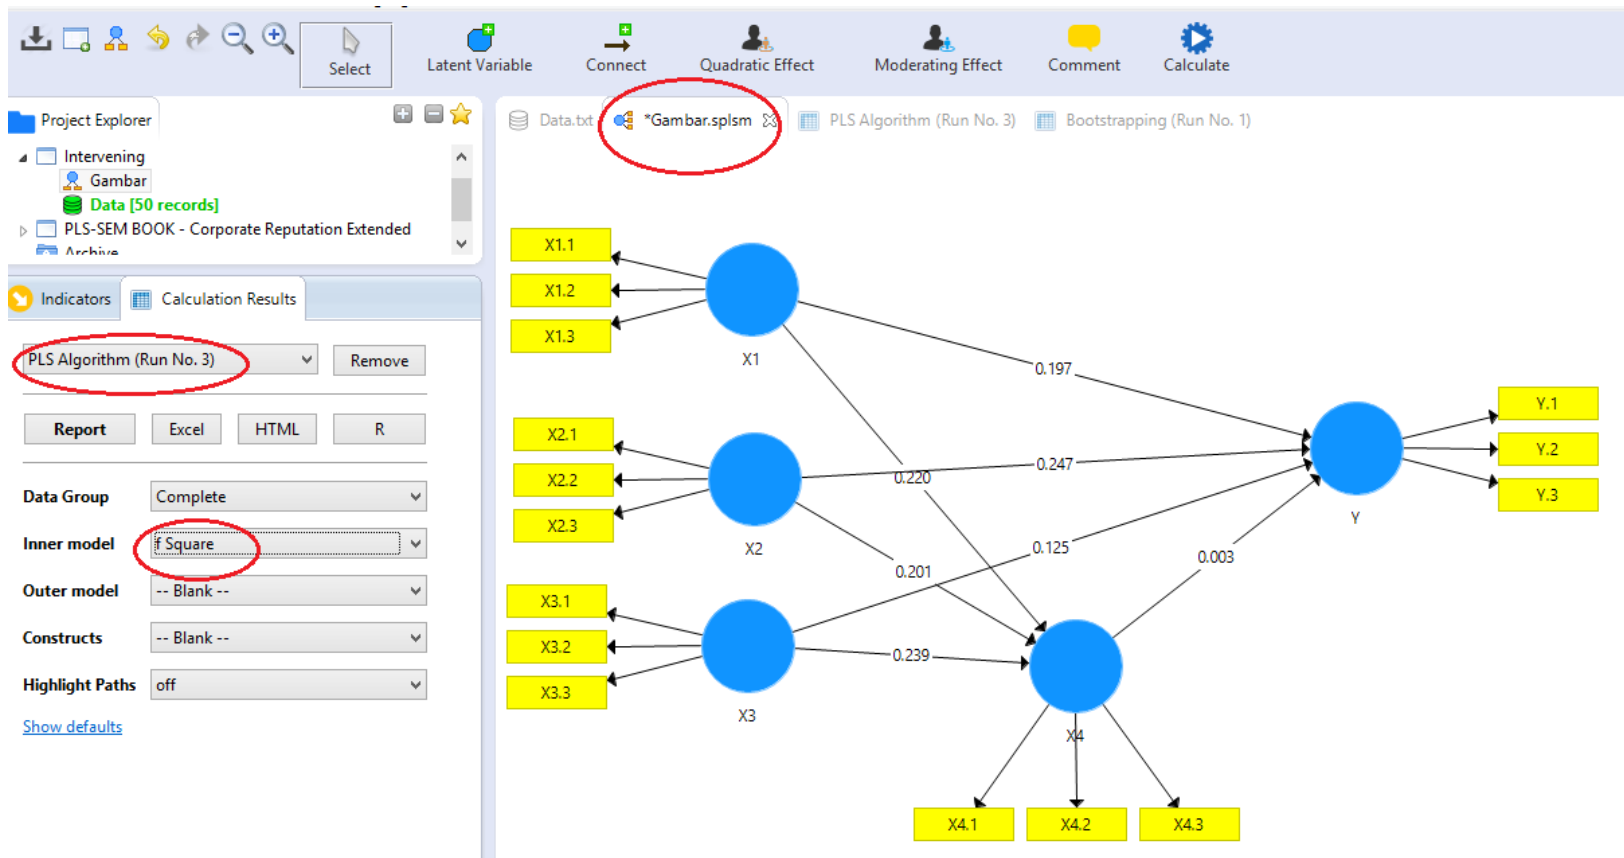 Select
Latent Variable
Connect
Quadratic Effect
Moderating Effect
Comment
Calculate
Project Explorer
Intervening
Gambar
Data [50 records]
PLS-SEM BOOK - Corporate Reputation Extended
Archive
Indicators
Calculation Results
PLS Algorithm (Run No. 3)
Remove
Report
Excel
HTML
R
Data Group
Complete
Inner model
f Square
Outer model
-- Blank --
Constructs
-- Blank --
Highlight Paths
off
Show defaults
Data.txt
*Gambar.splsm
PLS Algorithm (Run No. 3)
Bootstrapping (Run No. 1)
X1.1
X1.2
X1.3
X1
0.197
X2.1
X2.2
X2.3
X2
0.220
0.247
Y.1
Y.2
Y.3
Y
0.201
0.125
0.003
X3.1
X3.2
X3.3
X3
0.239
X4
X4.1
X4.2
X4.3